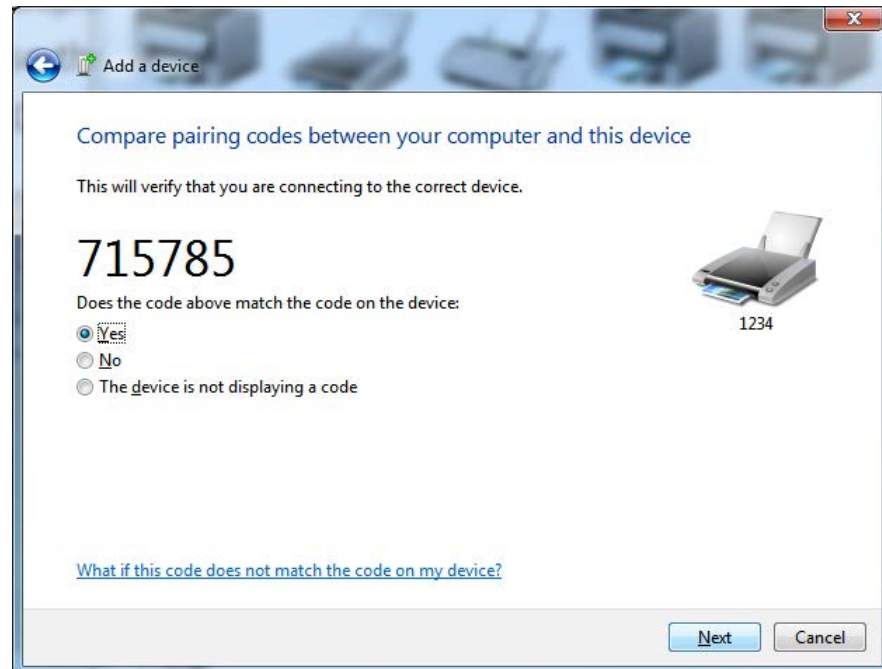 Add a device
Compare pairing codes between your computer and this device
This will verify that you are connecting to the correct device.
715785
Does the code above match the code on the device:
Yes
No
The device is not displaying a code
1234
What if this code does not match the code on my device?
Next
Cancel